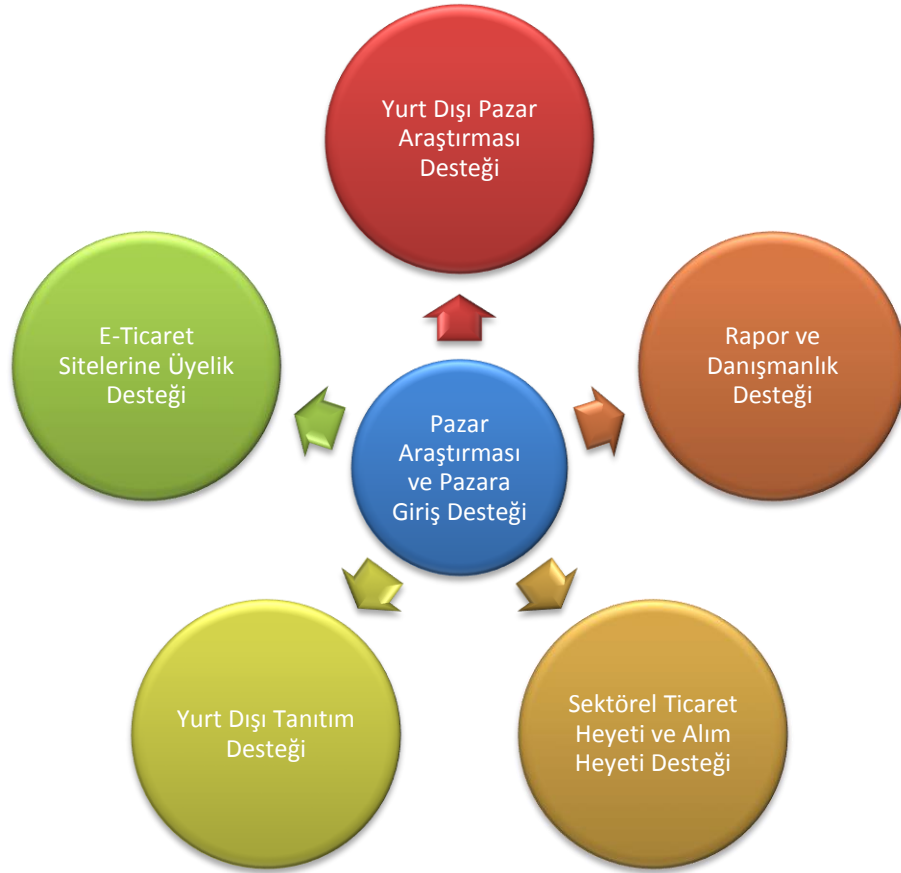 Yurt Dışı Pazar
Araştırması
Desteği
E-Ticaret
Sitelerine Üyelik
Desteği
Rapor ve
Danışmanlık
Desteği
Pazar
Araştırması
ve Pazara
Giriş Desteği
Yurt Dışı Tanıtım
Desteği
Sektörel Ticaret
Heyeti ve Alım
Heyeti Desteği